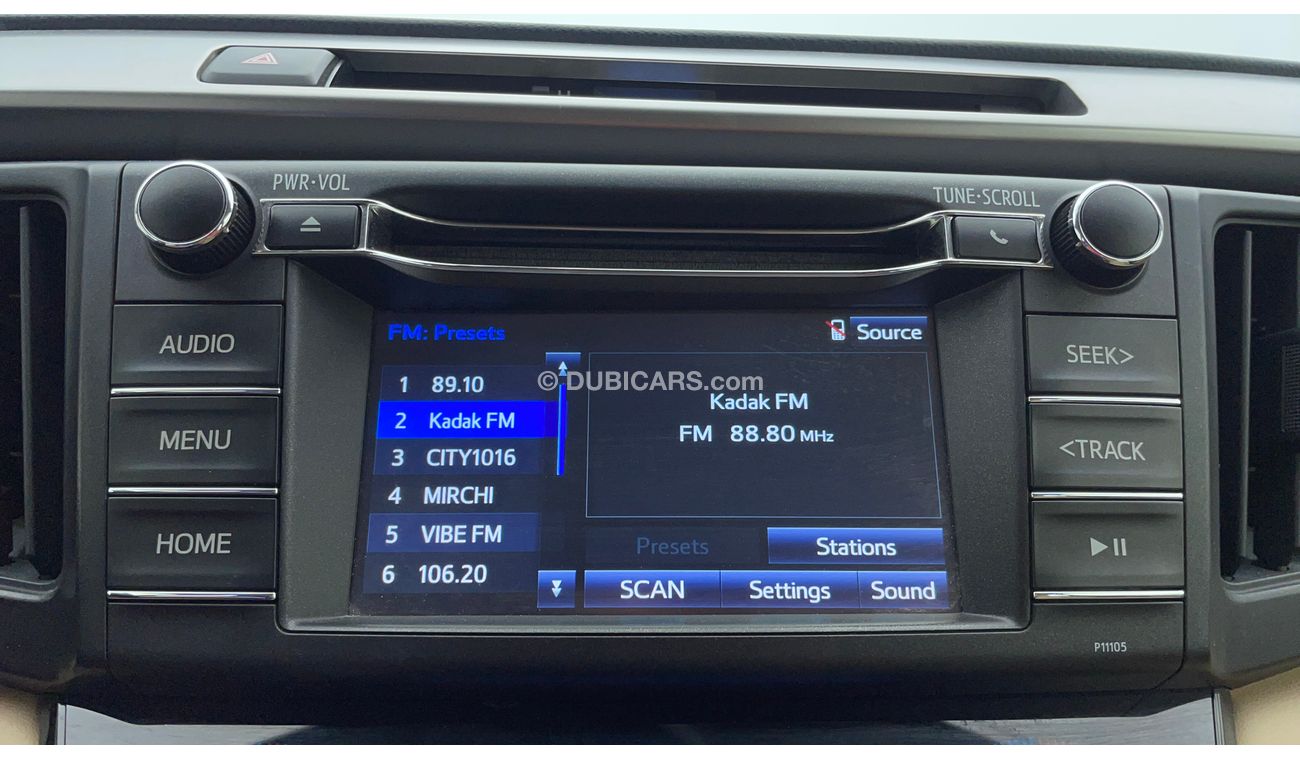 PWR·VOL
TUNE·SCROLL
AUDIO
MENU
HOME
FM: Presets
Source
1 89.10
2 Kadak FM
3 CITY1016
4 MIRCHI
5 VIBE FM
6 106.20
© DUBICARS.com
Kadak FM
FM 88.80 MHz
Presets
Stations
SCAN
Settings
Sound
SEEK>
<TRACK
P11105